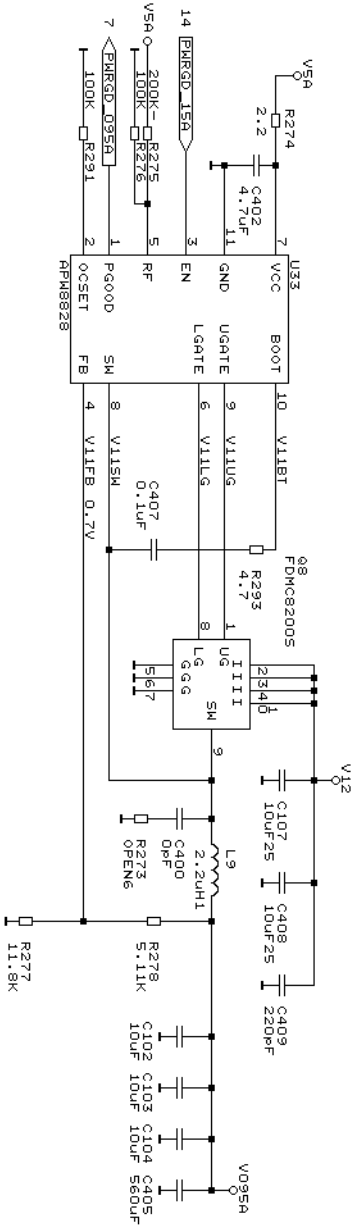 V5A
R274
2.2
C402
4.7uF
14
PWRGD_15A
V5A
200K-
R275
100K
R276
7
PWRGD_095A
100K
R291
U33
7
VCC
BOOT
10
V11BT
11
GND
UGATE
9
V11UG
LGATE
6
V11LG
3
EN
5
RF
1
PGOOD
SW
8
V11SW
2
OCSET
FB
4
V11FB 0.7V
APW8828
C407
0.1uF
R293
4.7
Q8
FDMC8200S
1
UG
8
LG
I
I
I
I
2
3
4
10
G
G
G
5
6
7
SW
9
V12
C107
10uF25
C408
10uF25
C409
220pF
L9
2.2uH1
C400
0pF
R273
OPEN6
R278
5.11K
R277
11.8K
C102
10uF
C103
10uF
C104
10uF
C405
560uF
V095A